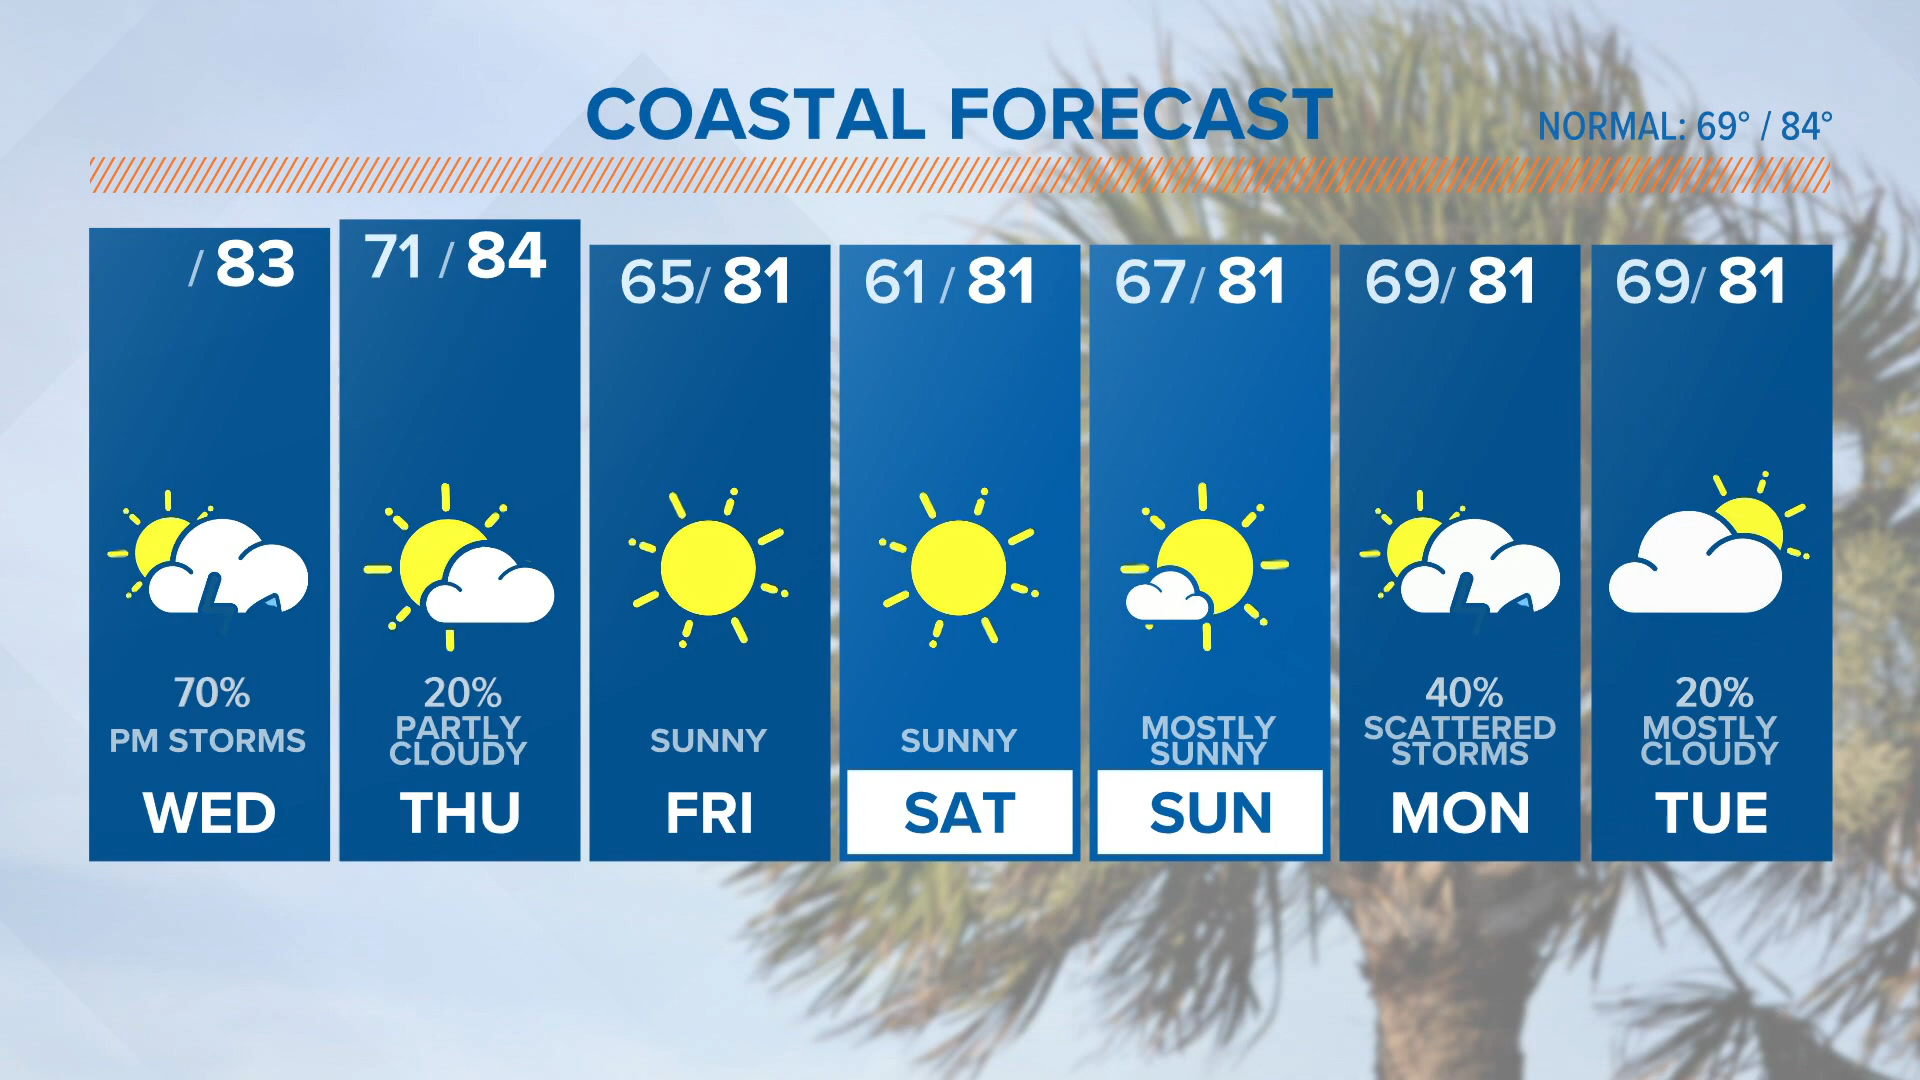 COASTAL FORECAST
NORMAL: 69° / 84°
/ 83
71 / 84
65/ 81
61 / 81
67/ 81
69/ 81
69/ 81
70%
PM STORMS
WED
20%
PARTLY
CLOUDY
THU
SUNNY
FRI
SUNNY
SAT
MOSTLY
SUNNY
SUN
40%
SCATTERED
STORMS
MON
20%
MOSTLY
CLOUDY
TUE